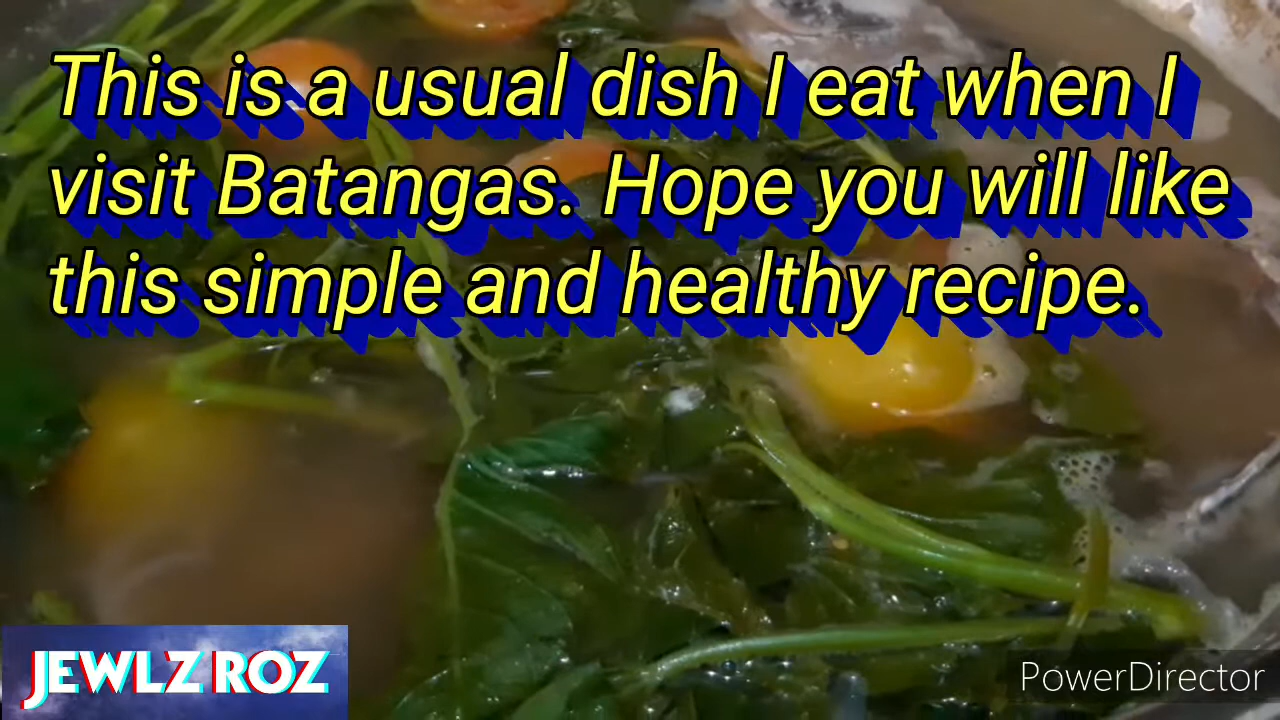 This is a usual dish I eat when I
visit Batangas. Hope you will like
this simple and healthy recipe.
JEWLZ ROZ
PowerDirector